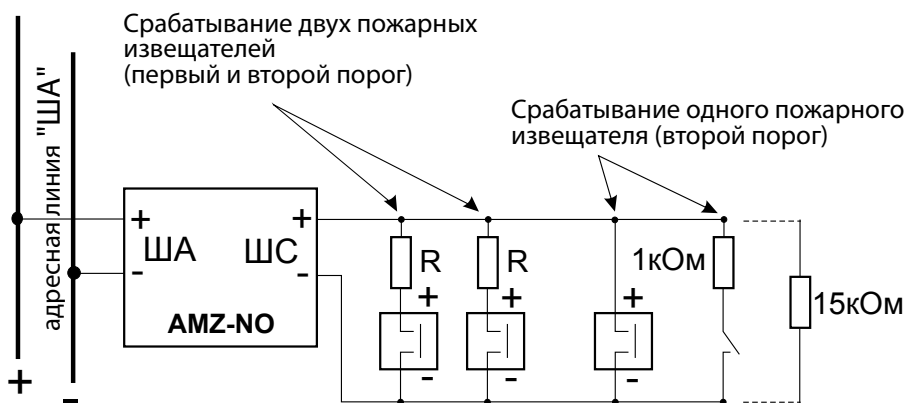 Срабатывание двух пожарных
извещателей
(первый и второй порог)
Срабатывание одного пожарного
извещателя (второй порог)
адресная линия "ША"
+
-
+
ША
-
+
ШС
-
AMZ-NO
R
+
-
R
+
-
+
-
1кОм
15кОм